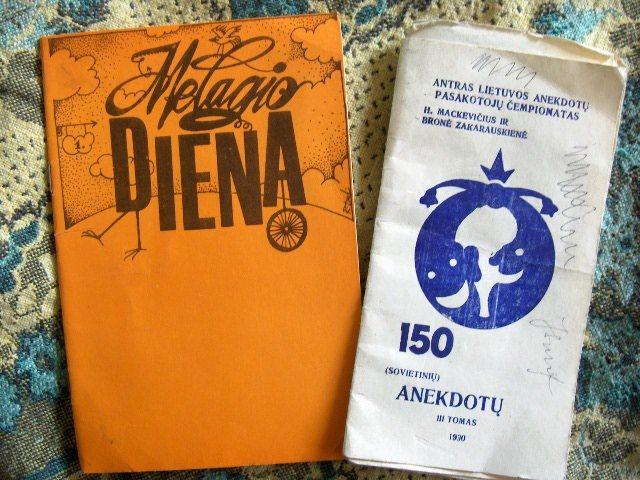 Melagio
DIENA
ANTRAS LIETUVOS ANEKDOTŲ
PASAKOTOJŲ ČEMPIONATAS
H. MACKEVIČIUS IR
BRONĖ ZAKARAUSKIENĖ
150
(SOVIETINIŲ)
ANEKDOTŲ
III TOMAS
1990